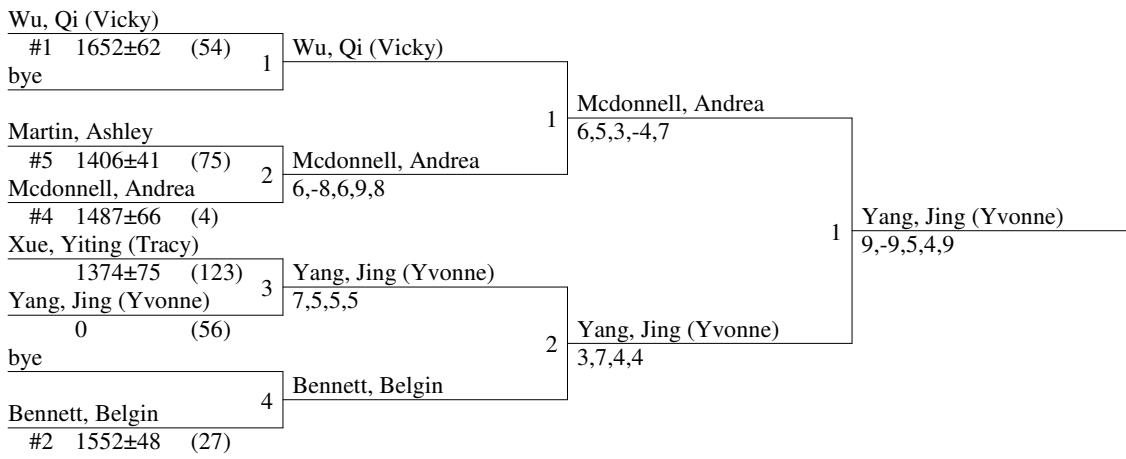 Wu, Qi (Vicky)
#1 1652±62 (54)
bye
1
Wu, Qi (Vicky)
Martin, Ashley
#5 1406±41 (75)
Mcdonnell, Andrea
#4 1487±66 (4)
2
Mcdonnell, Andrea
6,-8,6,9,8
1
Mcdonnell, Andrea
6,5,3,-4,7
Xue, Yiting (Tracy)
1374±75 (123)
Yang, Jing (Yvonne)
0 (56)
3
Yang, Jing (Yvonne)
7,5,5,5
bye
Bennett, Belgin
#2 1552±48 (27)
4
Bennett, Belgin
2
Yang, Jing (Yvonne)
3,7,4,4
1
Yang, Jing (Yvonne)
9,-9,5,4,9